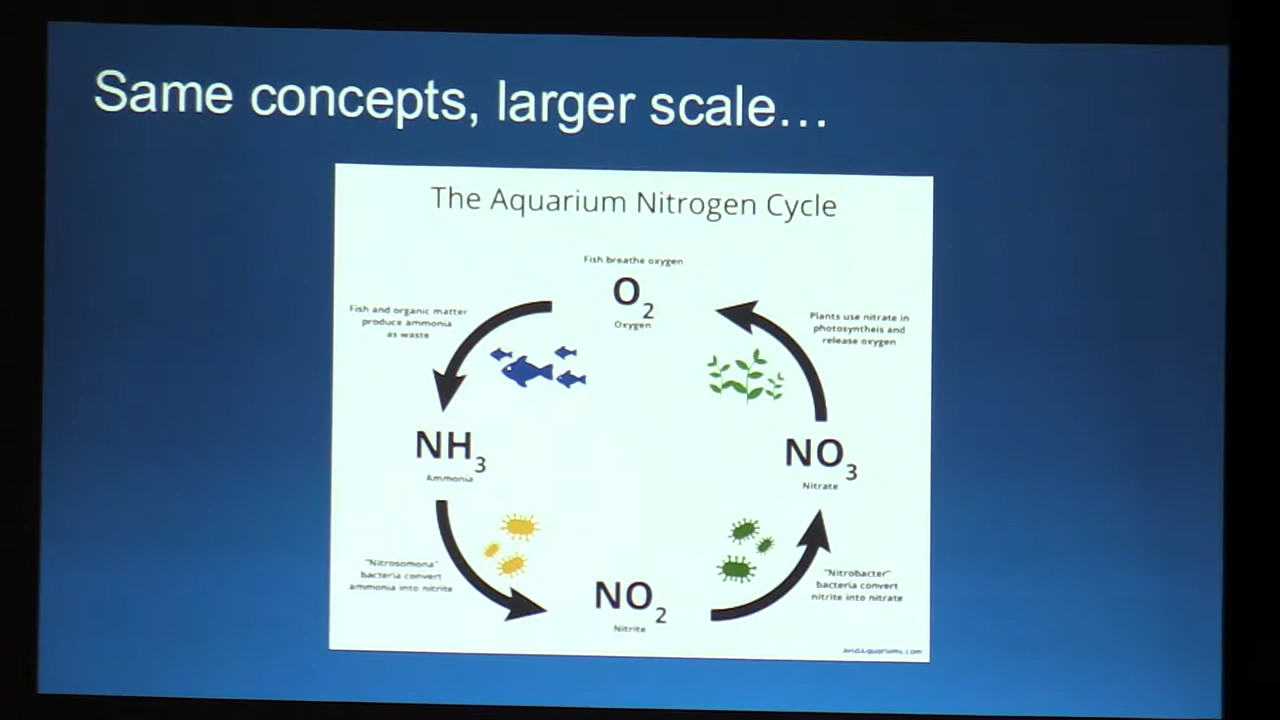 Same concepts, larger scale...
The Aquarium Nitrogen Cycle
Fish breathe oxygen
O2
Oxygen
Fish and organic matter
produce ammonia
as waste
Plants use nitrate in
photosyntheis and
release oxygen
NH3
Ammonia
NO3
Nitrate
"Nitrosomona"
bacteria convert
ammonia into nitrite
"Nitrobacter"
bacteria convert
nitrite into nitrate
NO2
Nitrite